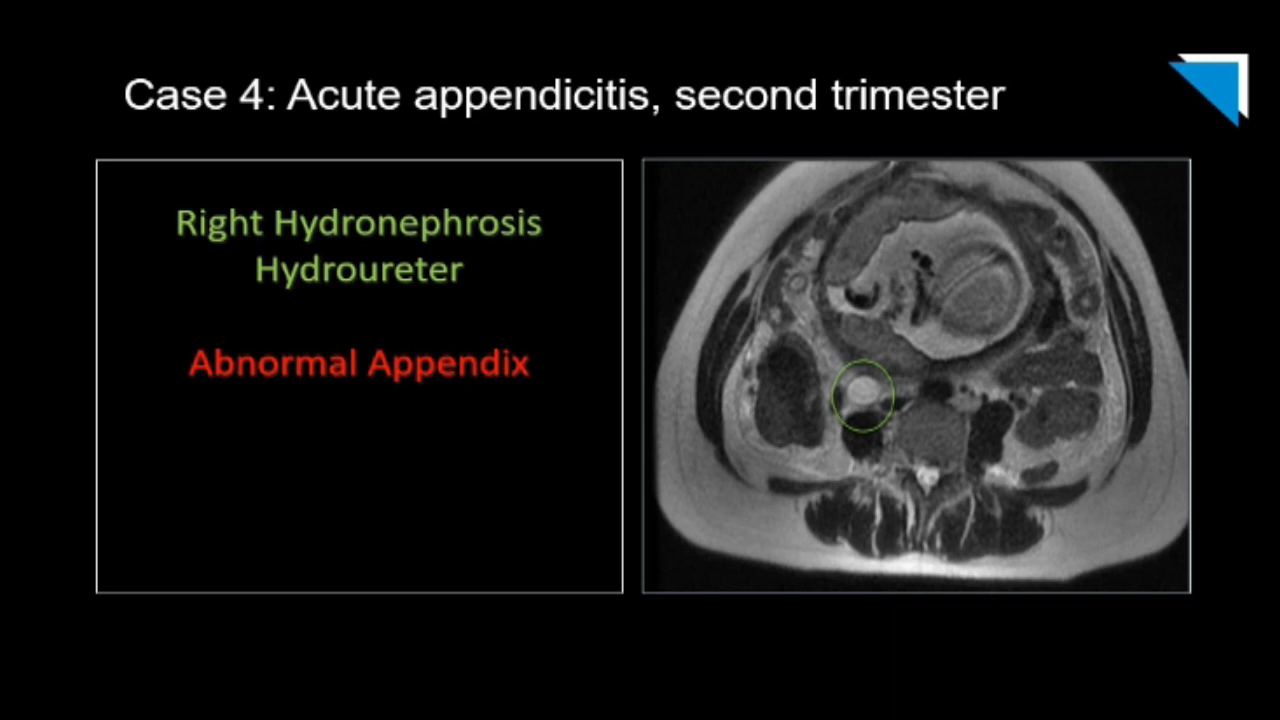 Case 4: Acute appendicitis, second trimester
Right Hydronephrosis
Hydroureter
Abnormal Appendix